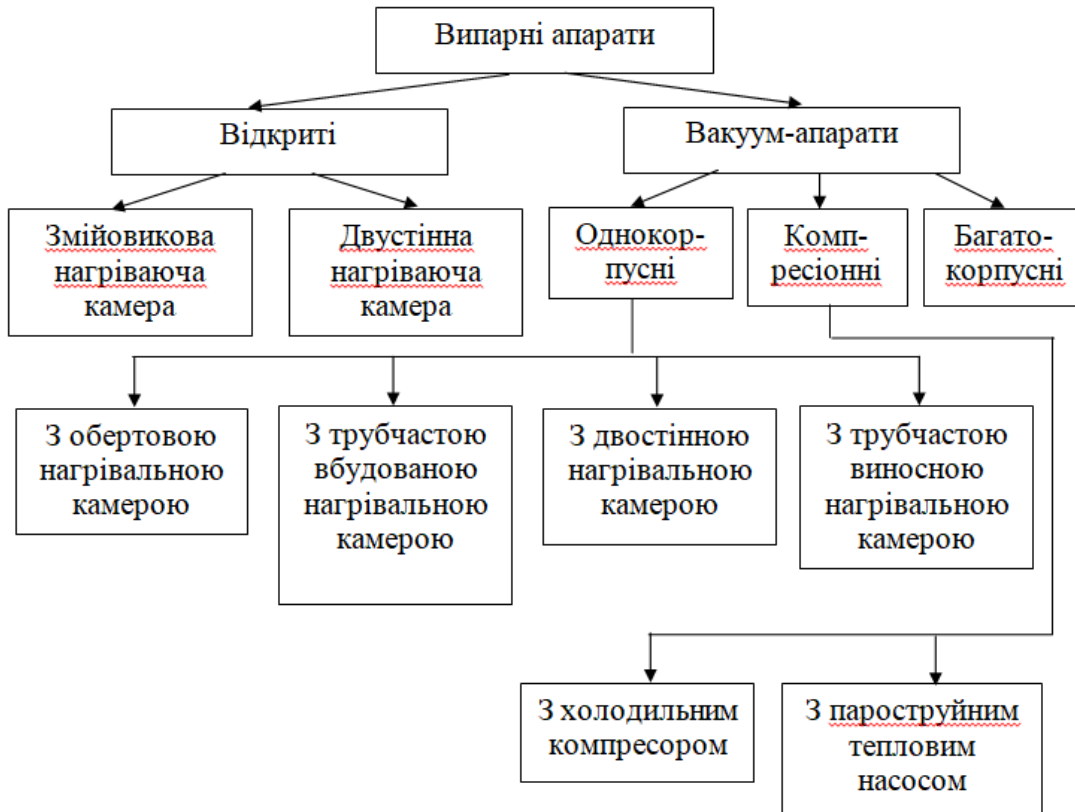 Випарні апарати
Відкриті
Вакуум-апарати
Змійовикова
нагріваюча
камера
Двустінна
нагріваюча
камера
Однокор-
пусні
Комп-
ресіонні
Багато-
корпусні
З обертовою
нагрівальною
камерою
З трубчастою
вбудованою
нагрівальною
камерою
З двостінною
нагрівальною
камерою
З трубчастою
виносною
нагрівальною
камерою
З холодильним
компресором
З пароструйним
тепловим
насосом